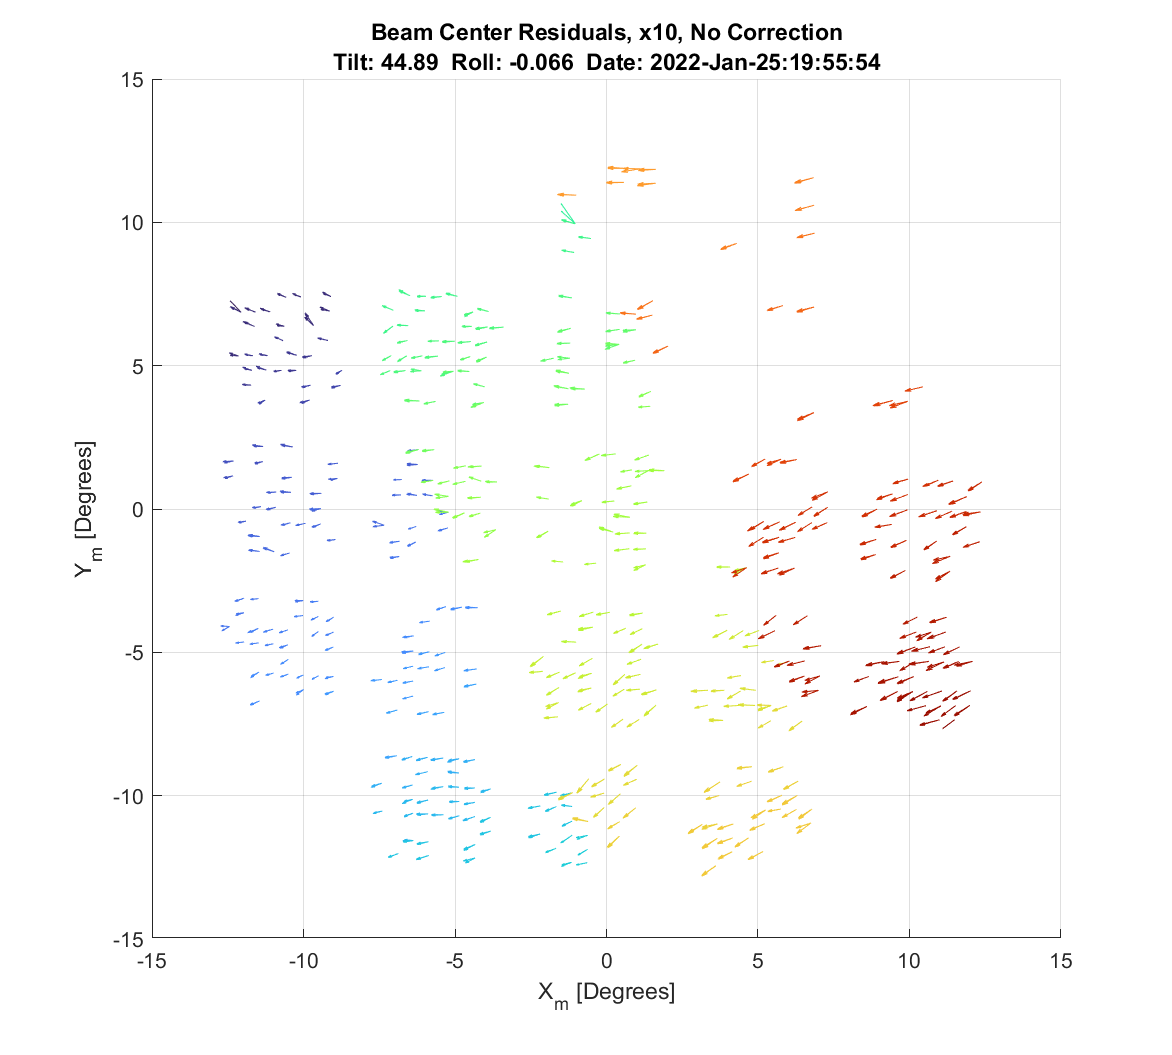 Beam Center Residuals, x10, No Correction
Tilt: 44.89 Roll: -0.066 Date: 2022-Jan-25:19:55:54
15
10
5
0
-5
-10
-15
Y_m [Degrees]
-15 -10 -5 0 5 10 15
X_m [Degrees]